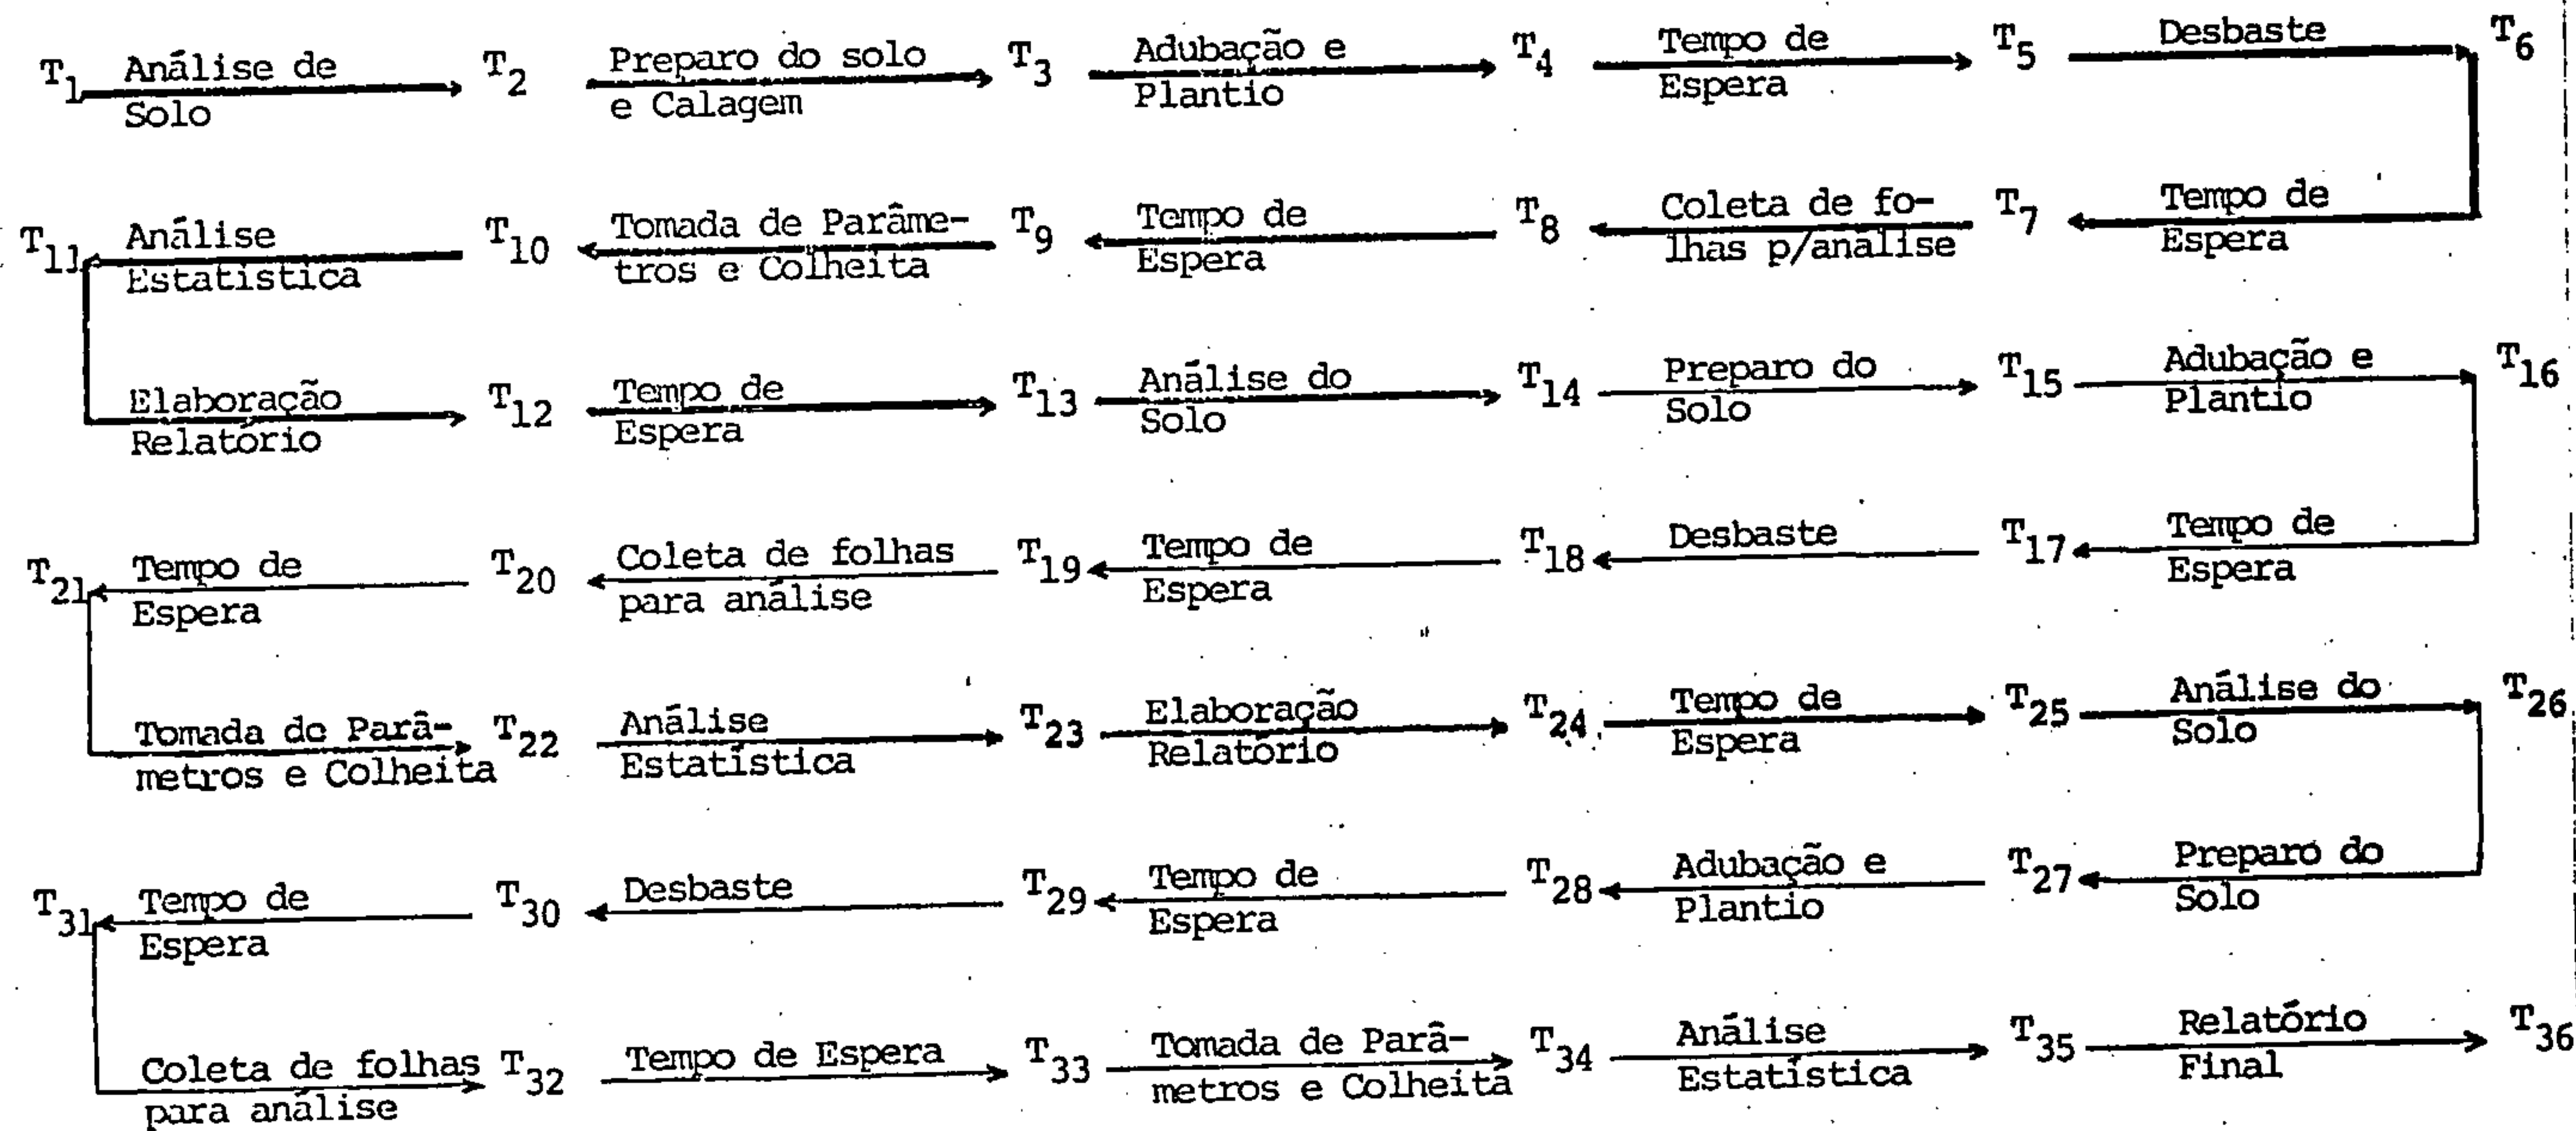 T1 Análise de Solo T2 Preparo do solo e Calagem T3 Adubação e Plantio T4 Tempo de Espera T5 Desbaste T6
T11 Análise Estatística T10 Tomada de Parâme- tros e Colheita T9 Tempo de Espera T8 Coleta de fo- lhas p/análise T7 Tempo de Espera
Elaboração Relatório T12 Tempo de Espera T13 Análise do Solo T14 Preparo do Solo T15 Adubação e Plantio T16
T21 Tempo de Espera T20 Coleta de folhas para análise T19 Tempo de Espera T18 Desbaste T17 Tempo de Espera
Tomada de Parâ- metros e Colheita T22 Análise Estatística T23 Elaboração Relatório T24 Tempo de Espera T25 Análise do Solo T26
T31 Tempo de Espera T30 Desbaste T29 Tempo de Espera T28 Adubação e Plantio T27 Preparo do Solo
Coleta de folhas para análise T32 Tempo de Espera T33 Tomada de Parâ- metros e Colheita T34 Análise Estatística T35 Relatório Final T36